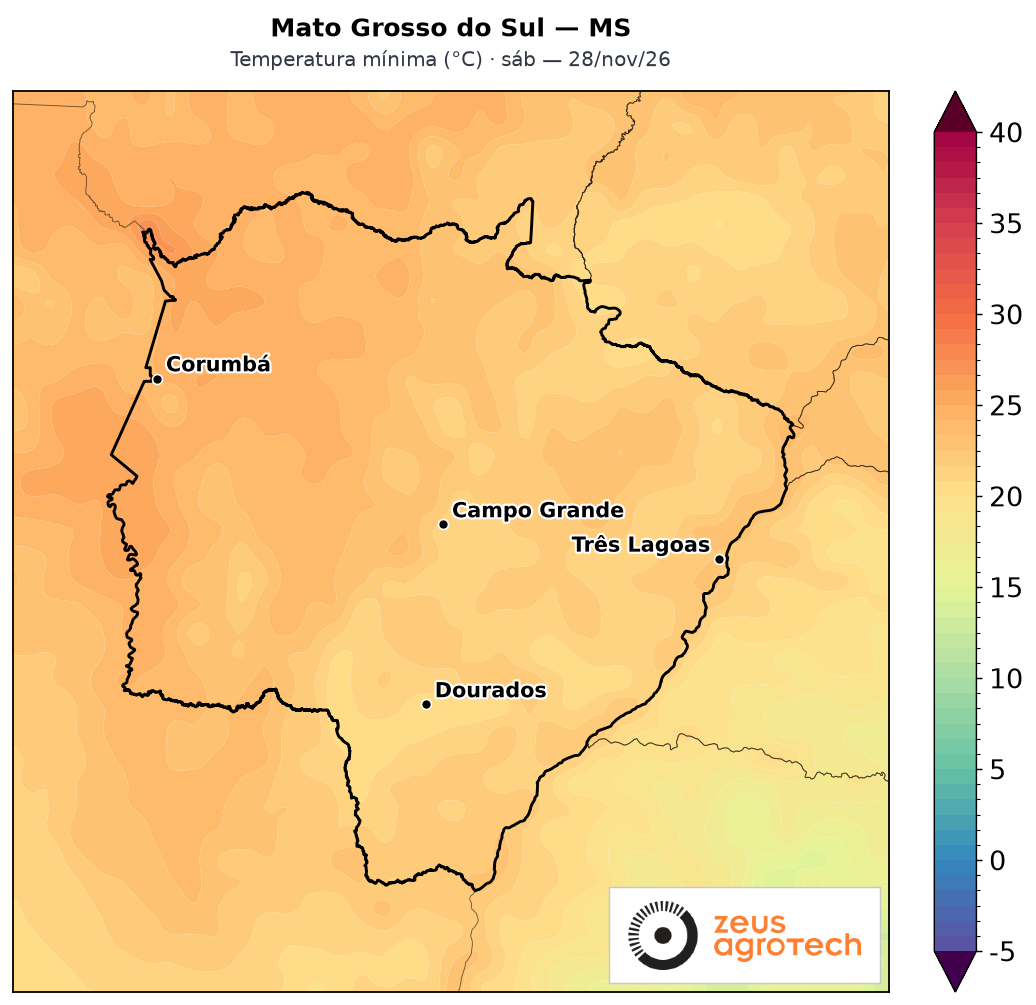 Mato Grosso do Sul — MS
Temperatura mínima (°C) · sáb — 28/nov/26
40
35
30
25
20
15
10
5
0
-5
Corumbá
Campo Grande
Três Lagoas
Dourados
zeus
agrotech